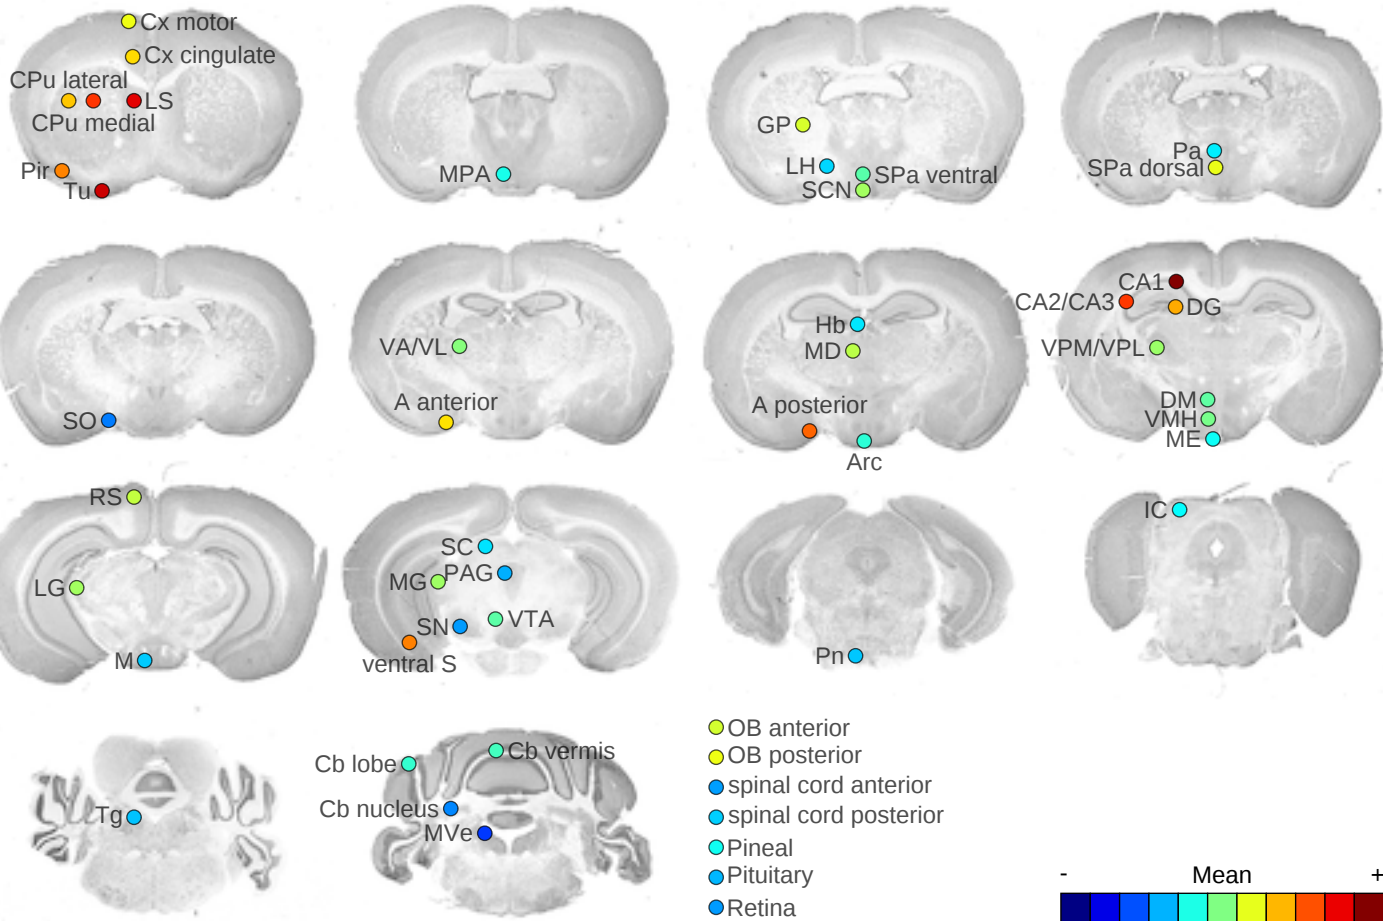 Cx motor
Cx cingulate
CPu lateral
LS
CPu medial
Pir
Tu
MPA
GP
LH
SPa ventral
SCN
Pa
SPa dorsal
SO
VA/VL
A anterior
Hb
MD
A posterior
Arc
CA1
CA2/CA3
DG
VPM/VPL
DM
VMH
ME
RS
LG
M
SC
PAG
MG
SN
VTA
ventral S
Pn
IC
Tg
Cb lobe
Cb vermis
Cb nucleus
MVe
OB anterior
OB posterior
spinal cord anterior
spinal cord posterior
Pineal
Pituitary
Retina
- Mean +